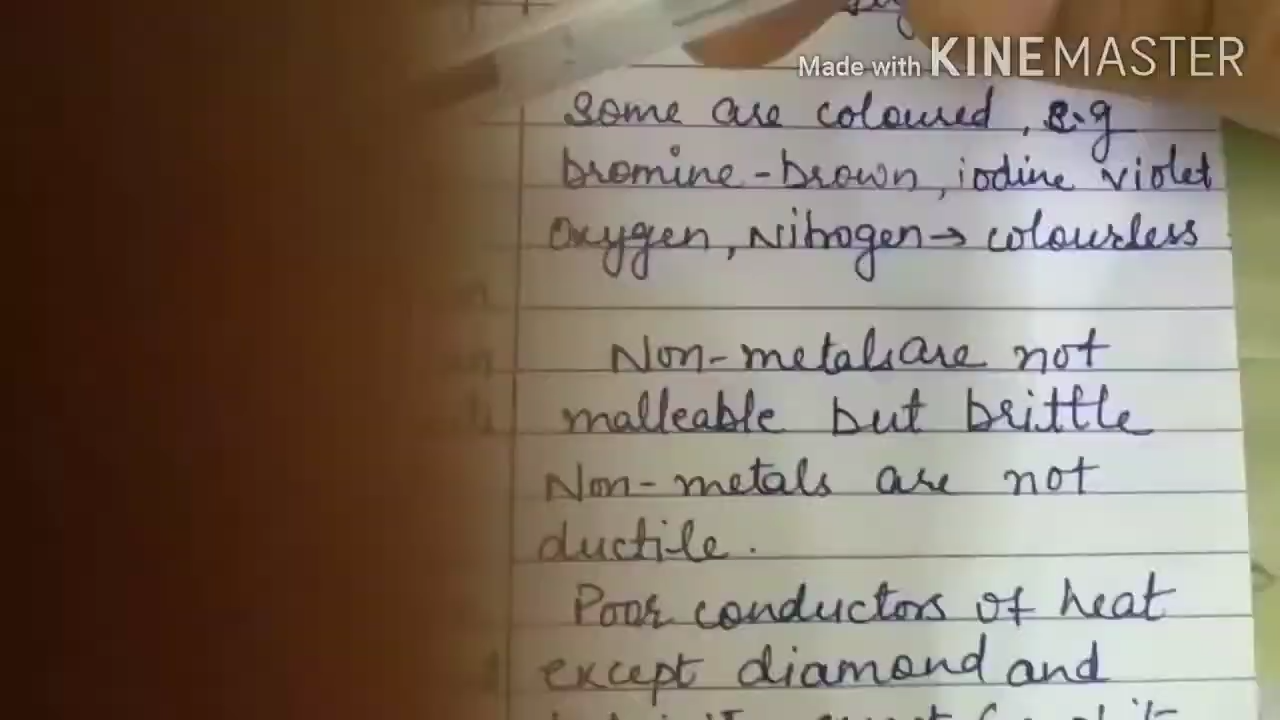 Made with KINEMASTER
Some are coloured, e.g
bromine - brown, iodine violet
Oxygen, Nitrogen → colourless
Non-metals are not
malleable but brittle
Non-metals are not
ductile.
Poor conductors of heat
except diamond and